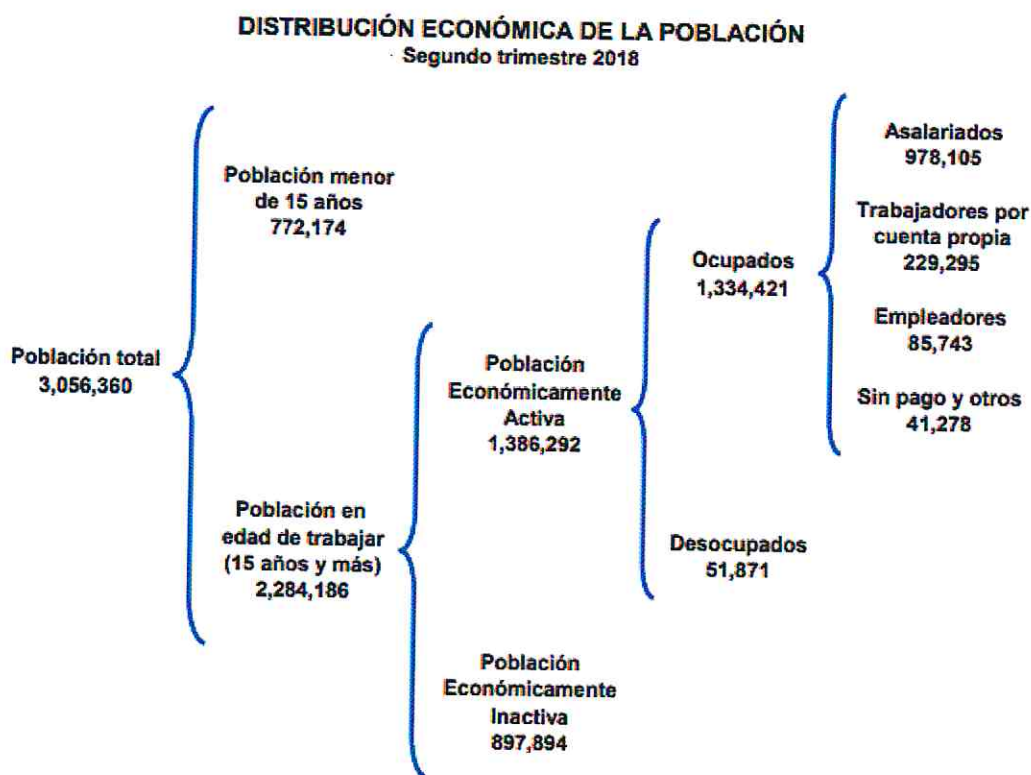 DISTRIBUCIÓN ECONÓMICA DE LA POBLACIÓN
Segundo trimestre 2018
Población total
3,056,360
Población menor
de 15 años
772,174
Población en
edad de trabajar
(15 años y más)
2,284,186
Población
Económicamente
Activa
1,386,292
Población
Económicamente
Inactiva
897,894
Ocupados
1,334,421
Desocupados
51,871
Asalariados
978,105
Trabajadores por
cuenta propia
229,295
Empleadores
85,743
Sin pago y otros
41,278